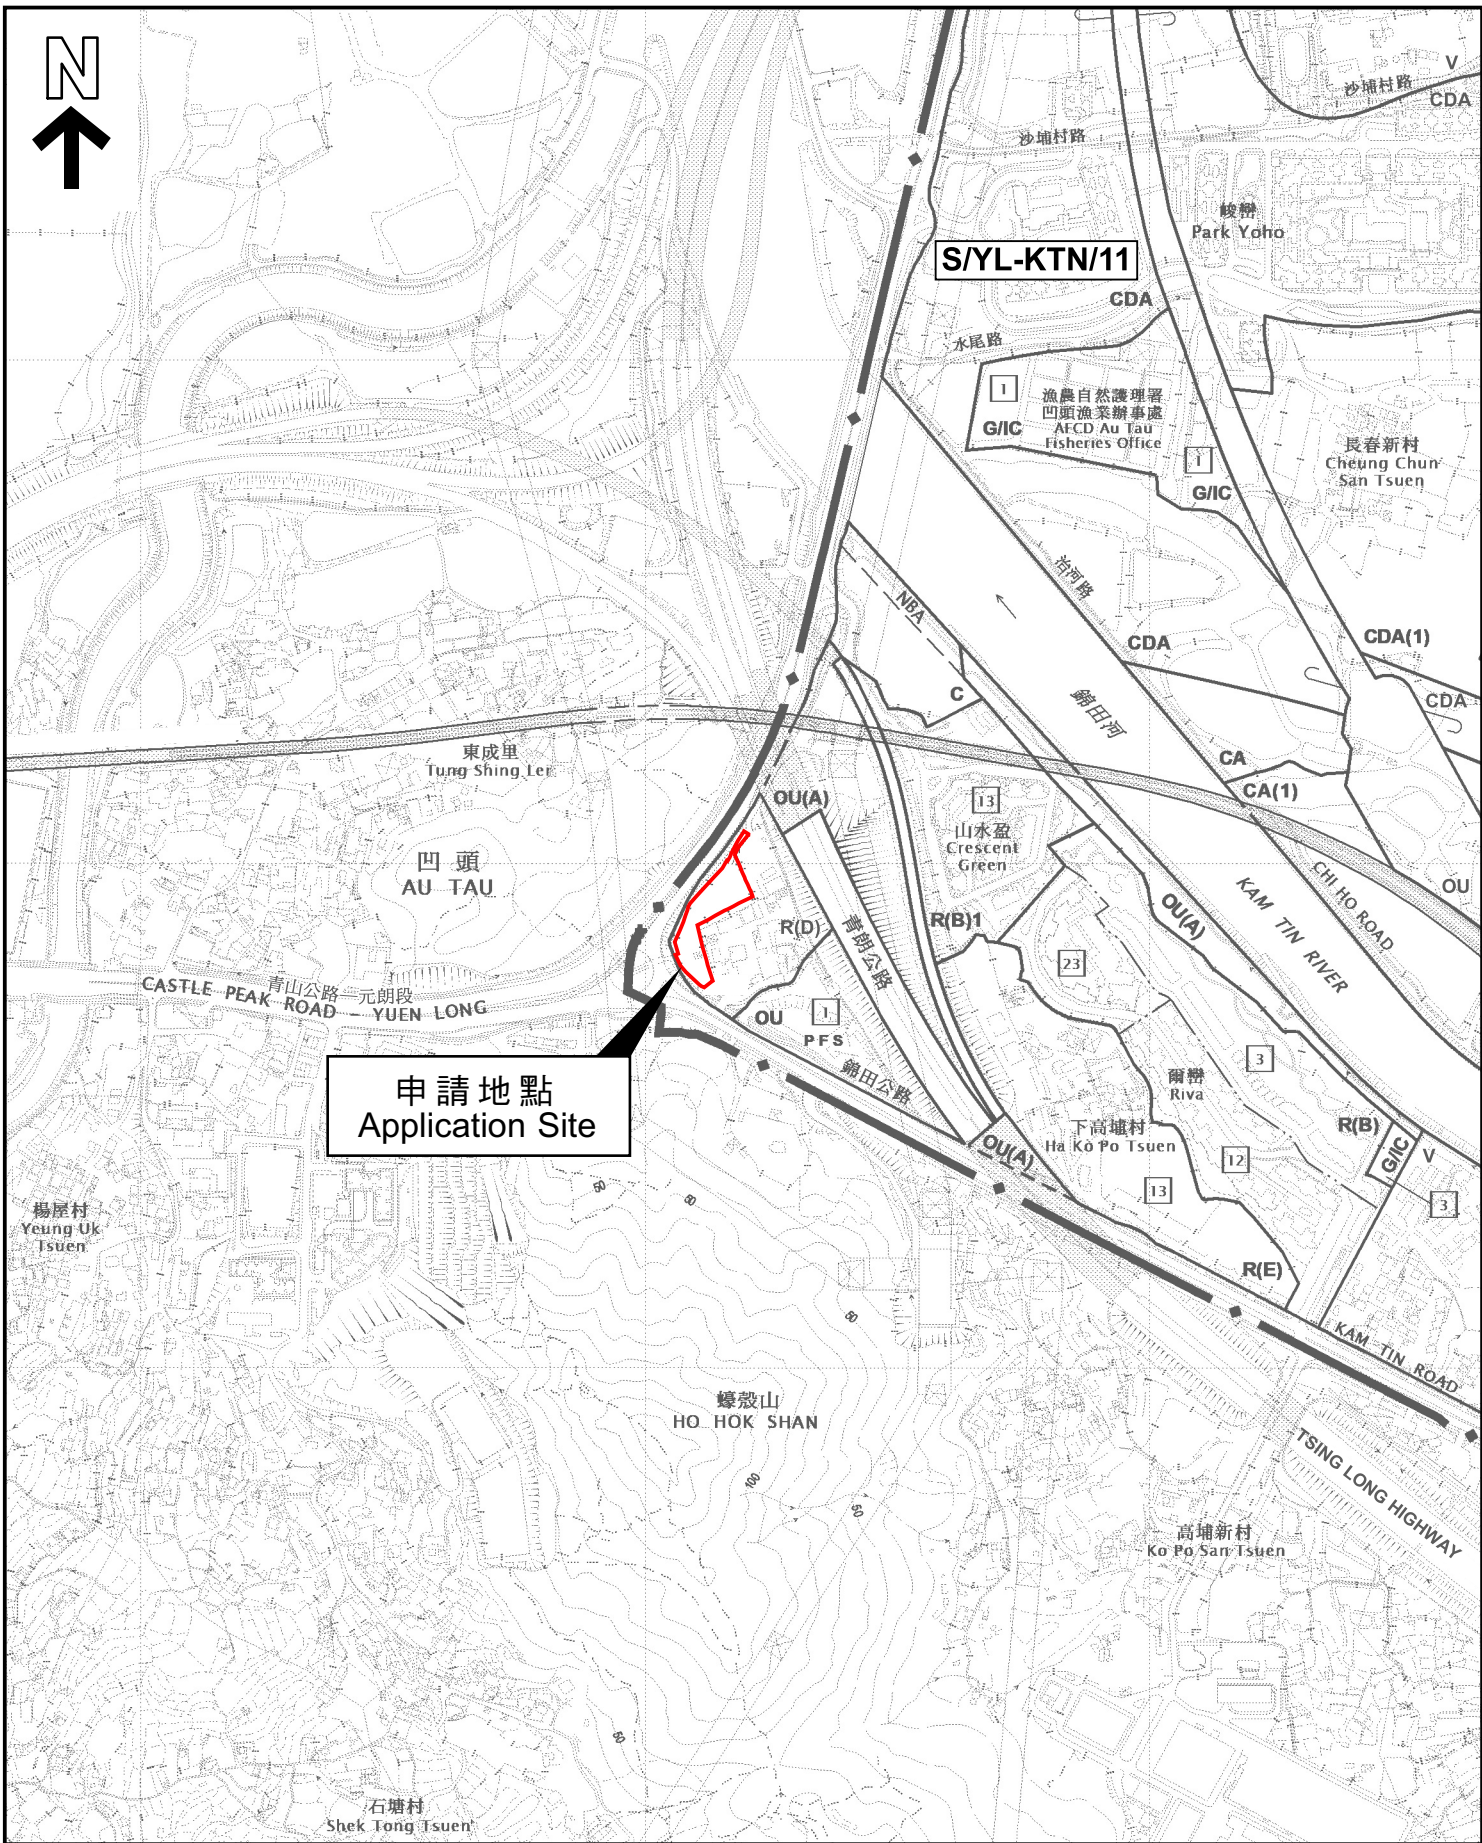 N
沙埔村路
V
CDA
沙埔村路
峻巒
Park Yoho
S/YL-KTN/11
CDA
水尾路
1
漁農自然護理署
凹頭漁業辦事處
AFCD Au Tau
Fisheries Office
G/IC
1
G/IC
長春新村
Cheung Chun
San Tsuen
治河路
NBA
CDA
CDA(1)
C
錦田河
CDA
東成里
Tung Shing Lei
CA
CA(1)
OU(A)
13
山水盈
Crescent
Green
凹頭
AU TAU
CHI HO ROAD
OU
KAM TIN RIVER
OU(A)
R(D)
青朗公路
R(B)1
23
青山公路－元朗段
CASTLE PEAK ROAD - YUEN LONG
OU
1
PFS
錦田公路
3
爾巒
Riva
申請地點
Application Site
下高埔村
Ha Ko Po Tsuen
R(B)
G/IC
V
OU(A)
12
13
3
楊屋村
Yeung Uk
Tsuen
50
50
R(E)
50
KAM TIN ROAD
蠔殼山
HO HOK SHAN
TSING LONG HIGHWAY
100
50
高埔新村
Ko Po San Tsuen
50
石塘村
Shek Tong Tsuen